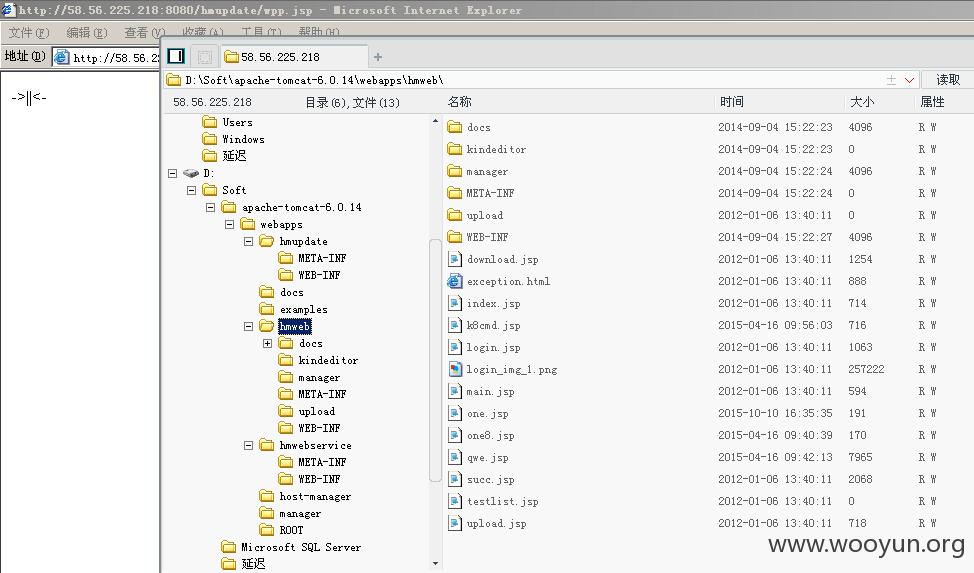 http://58.56.225.218:8080/hmupdate/wpp.jsp - Microsoft Internet Explorer
文件(F) 编辑(E) 查看(V) 收藏(A) 工具(T) 帮助(H)
地址(D) http://58.56.2
58.56.225.218
->||<-
D:\Soft\apache-tomcat-6.0.14\webapps\hmweb\ 读取
58.56.225.218 目录(6),文件(13)
Users
Windows
延迟
D:
Soft
apache-tomcat-6.0.14
webapps
hmupdate
META-INF
WEB-INF
docs
examples
hmweb
docs
kindeditor
manager
META-INF
upload
WEB-INF
hmwebservice
META-INF
WEB-INF
host-manager
manager
ROOT
Microsoft SQL Server
延迟
名称 时间 大小 属性
docs 2014-09-04 15:22:23 4096 R W
kindeditor 2014-09-04 15:22:23 0 R W
manager 2014-09-04 15:22:24 4096 R W
META-INF 2014-09-04 15:22:24 0 R W
upload 2012-01-06 13:40:11 0 R W
WEB-INF 2014-09-04 15:22:27 4096 R W
download.jsp 2012-01-06 13:40:11 1254 R W
exception.html 2012-01-06 13:40:11 888 R W
index.jsp 2012-01-06 13:40:11 714 R W
k8cmd.jsp 2015-04-16 09:56:03 716 R W
login.jsp 2012-01-06 13:40:11 1063 R W
login_img_1.png 2012-01-06 13:40:11 257222 R W
main.jsp 2012-01-06 13:40:11 594 R W
one.jsp 2015-10-10 16:35:35 191 R W
one8.jsp 2015-04-16 09:40:39 170 R W
qwe.jsp 2015-04-16 09:42:13 7965 R W
succ.jsp 2012-01-06 13:40:11 2068 R W
testlist.jsp 2012-01-06 13:40:11 0 R W
upload.jsp 2012-01-06 13:40:11 718 R W
www.wooyun.org